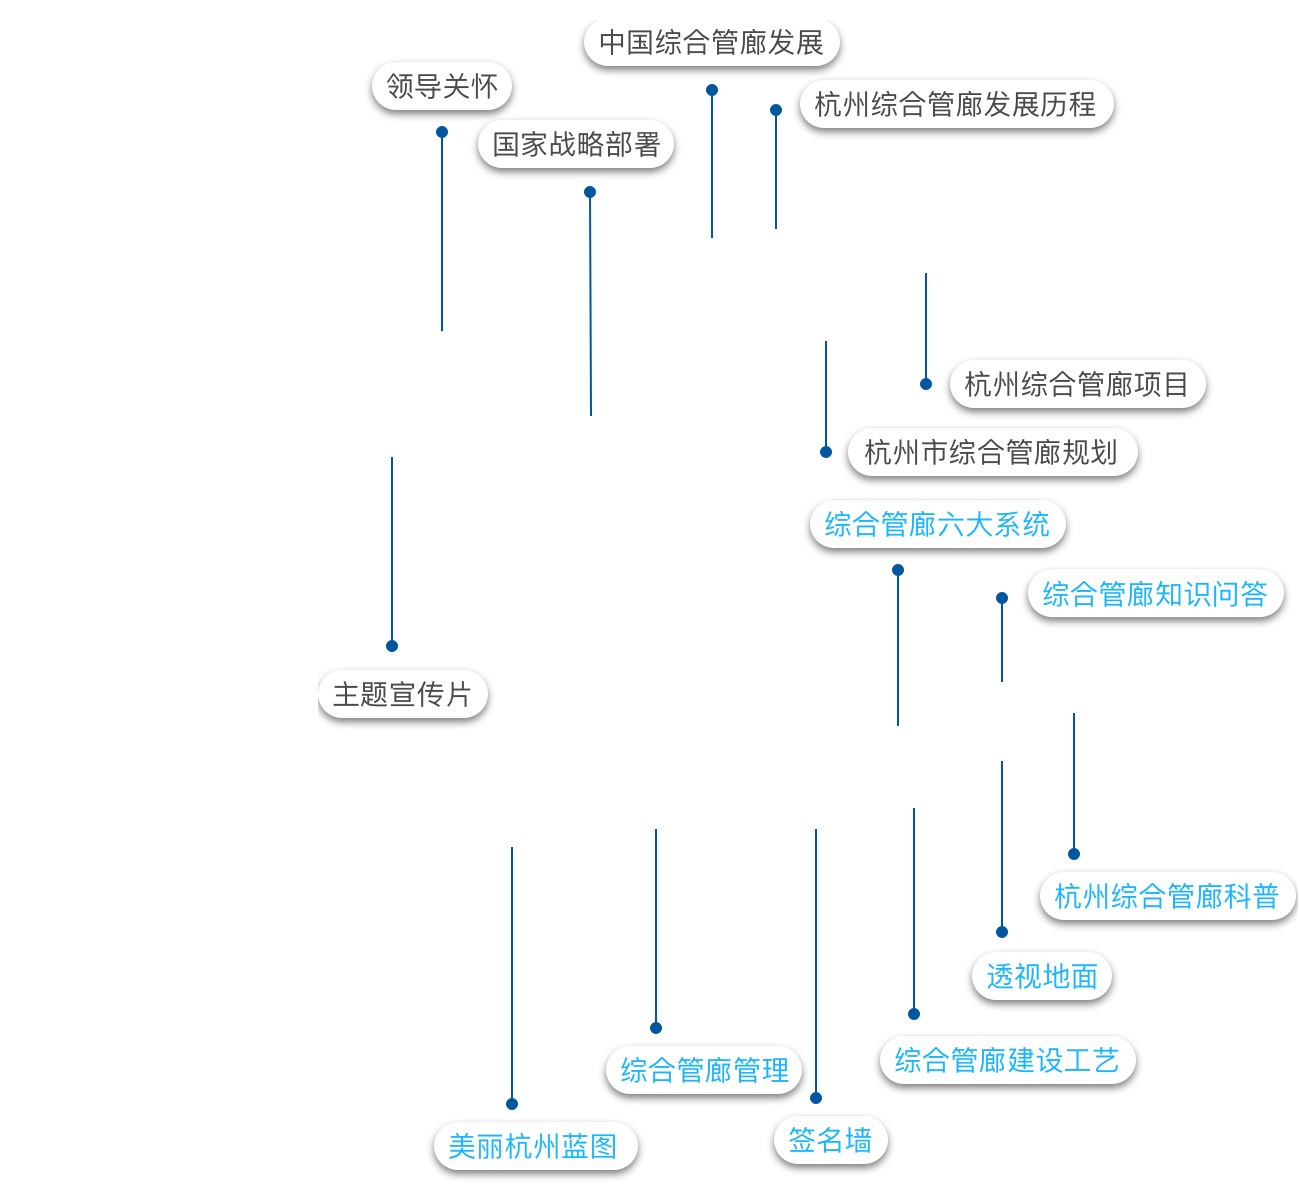 中国综合管廊发展
领导关怀
杭州综合管廊发展历程
国家战略部署
杭州综合管廊项目
杭州市综合管廊规划
综合管廊六大系统
综合管廊知识问答
主题宣传片
杭州综合管廊科普
透视地面
综合管廊建设工艺
综合管廊管理
签名墙
美丽杭州蓝图